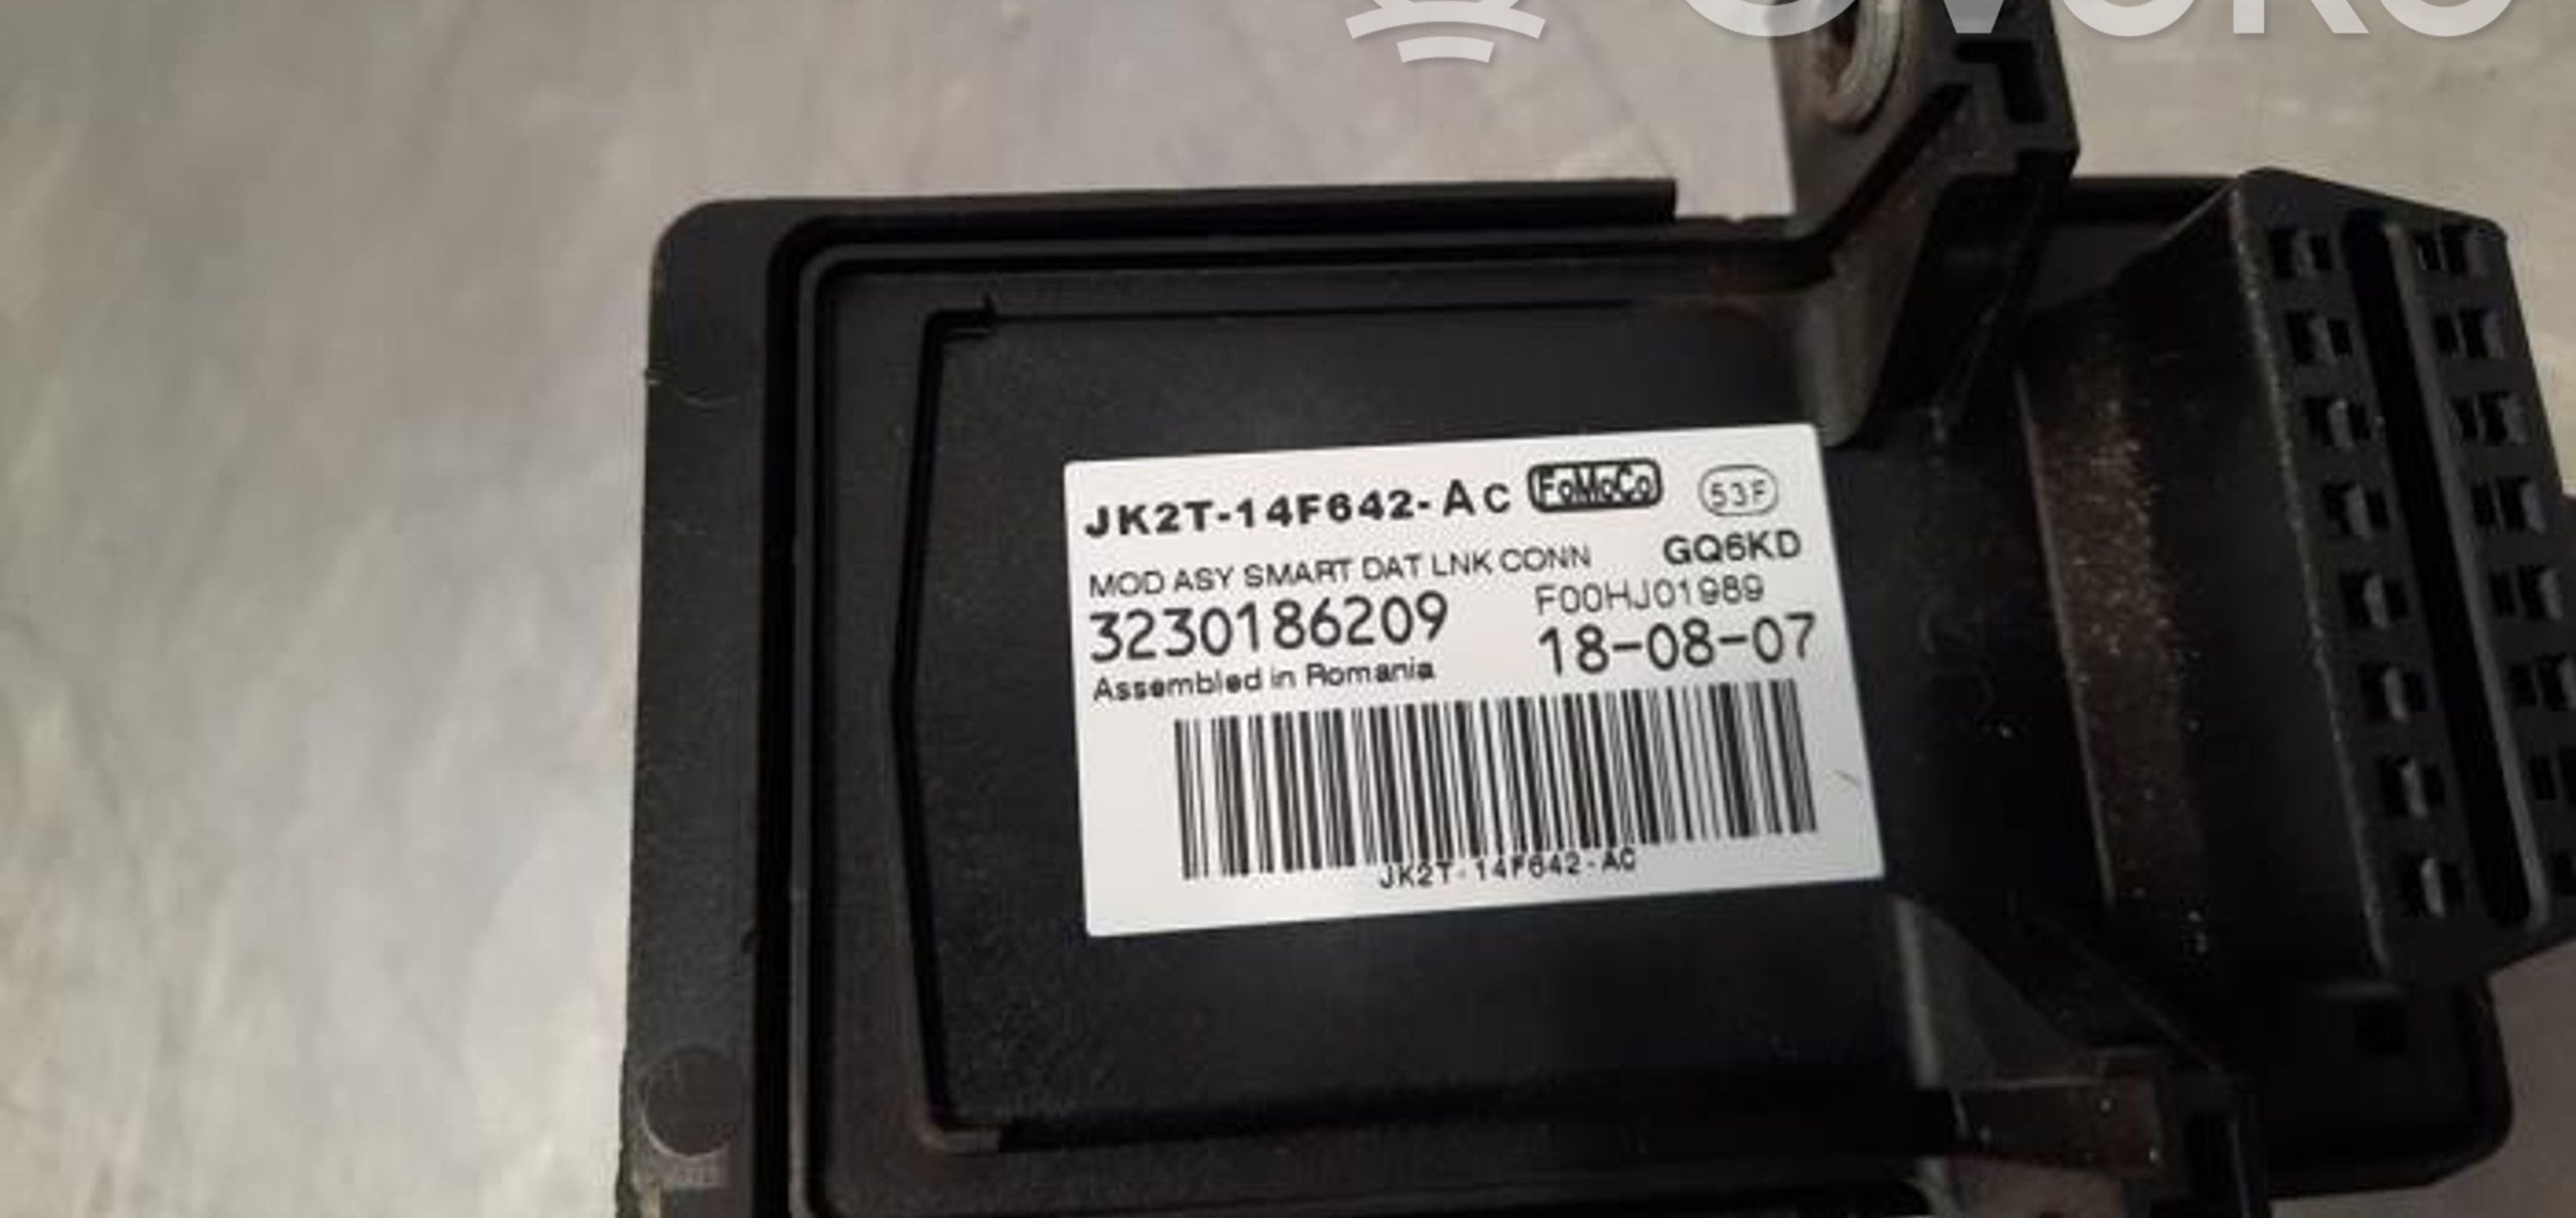 OVOKO
JK2T-14F642-AC FoMoCo 53F
MOD ASY SMART DAT LNK CONN GQ6KD
3230186209 F00HJ01989
Assembled in Romania 18-08-07
JK2T-14F642-AC